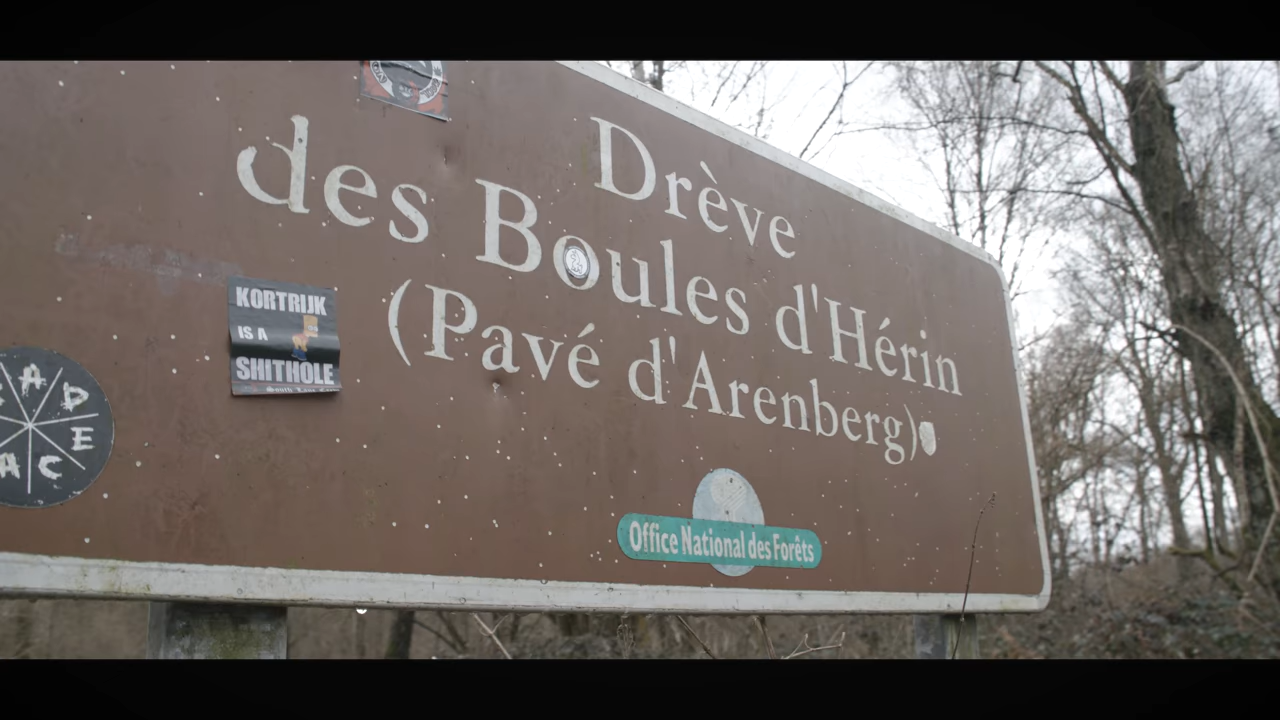 Drève
des Boules d'Hérin
(Pavé d'Arenberg)
KORTRIJK
IS A
SHITHOLE
A D E C A
Office National des Forêts